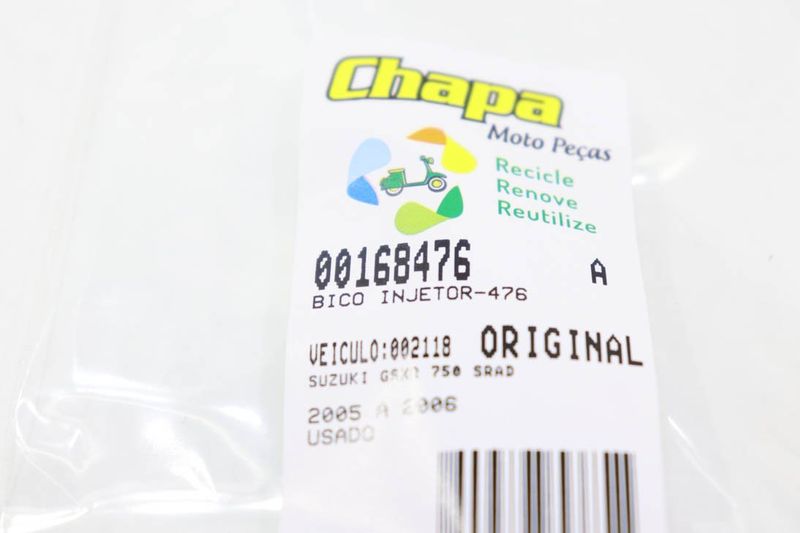 Chapa
Moto Peças
Recicle
Renove
Reutilize
00168476 A
BICO INJETOR-476
VEICULO:002118 ORIGINAL
SUZUKI 750 SRAD
2005 A 2006
USADO